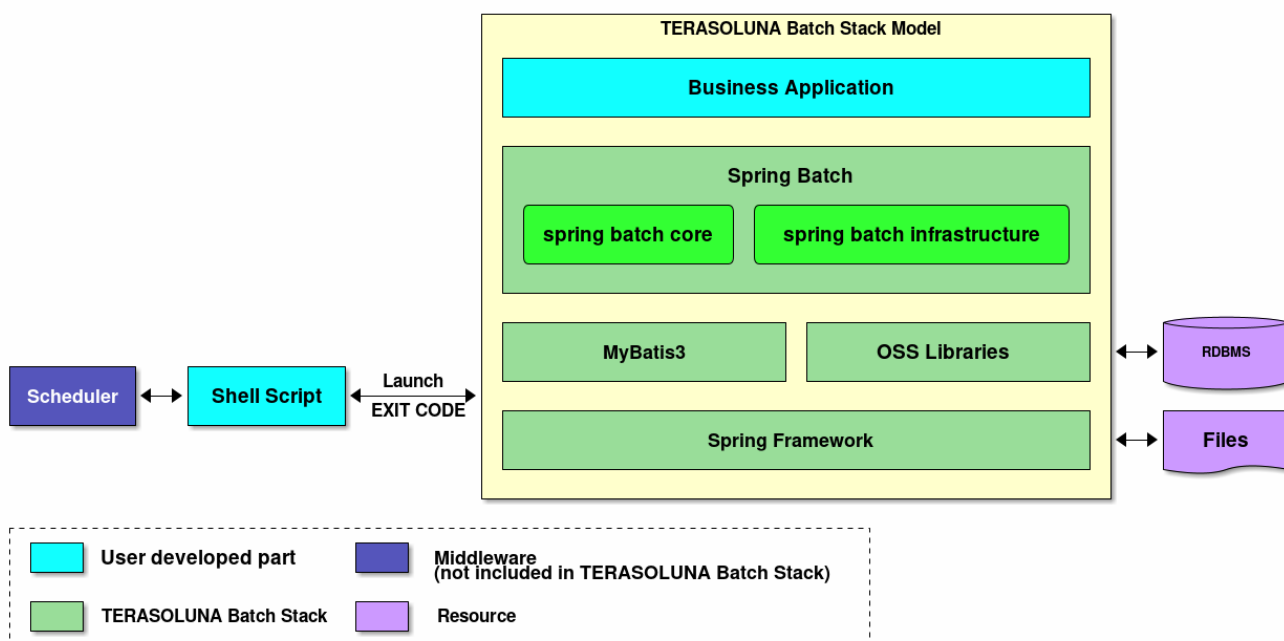 TERASOLUNA Batch Stack Model
Business Application
Spring Batch
spring batch core
spring batch infrastructure
MyBatis3
OSS Libraries
RDBMS
Scheduler
Shell Script
Launch
EXIT CODE
Spring Framework
Files
User developed part
Middleware
(not included in TERASOLUNA Batch Stack)
TERASOLUNA Batch Stack
Resource